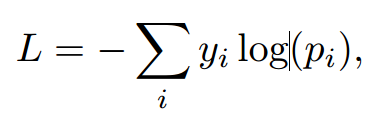 L = − ∑_i y_i log(p_i),